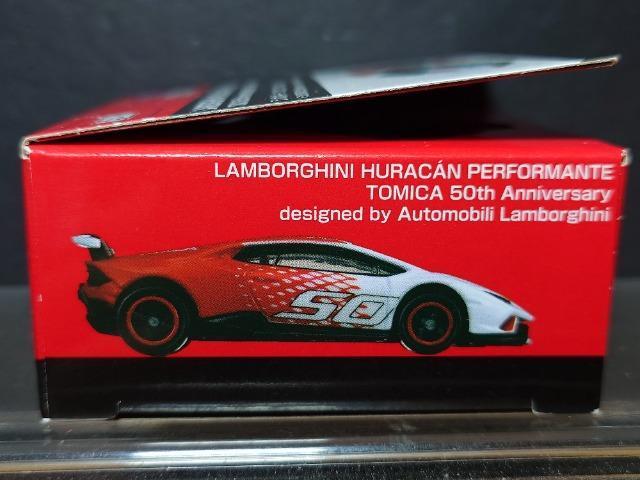 LAMBORGHINI HURACÁN PERFORMANTE
TOMICA 50th Anniversary
designed by Automobili Lamborghini
50